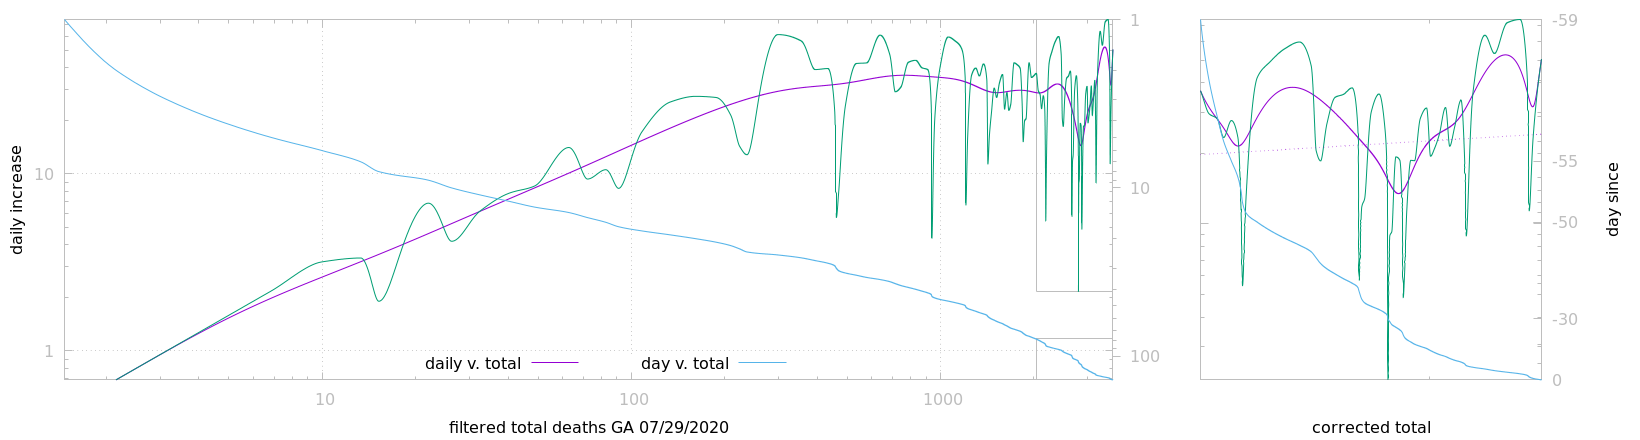 daily increase
10
1
daily v. total
day v. total
10
100
1000
filtered total deaths GA 07/29/2020
1
10
100
-59
-55
-50
-30
0
day since
corrected total